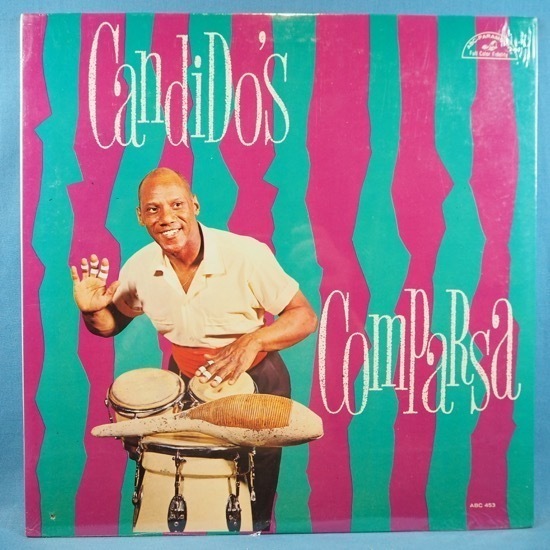 CandiDo's
ABC-PARAMOUNT
Full Color Fidelity
ComPaRsa
ABC 453